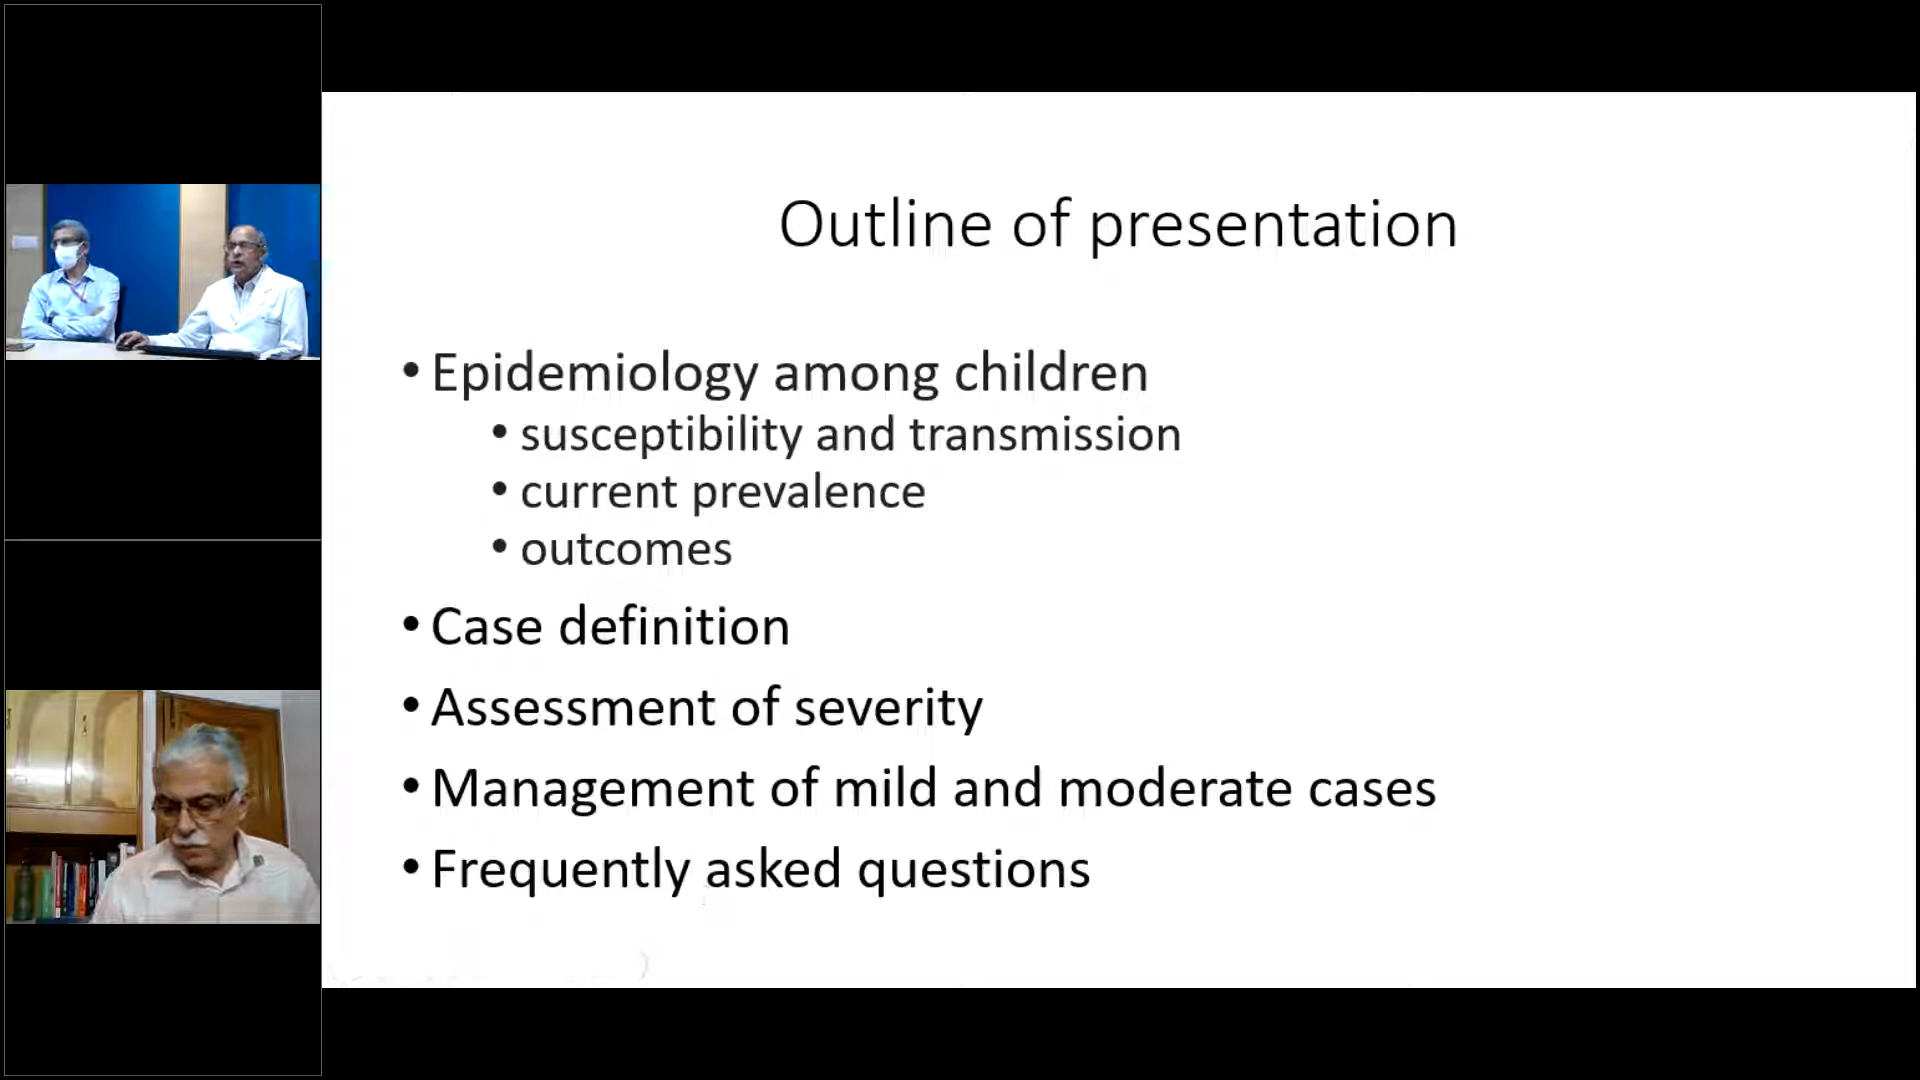 Outline of presentation
• Epidemiology among children
• susceptibility and transmission
• current prevalence
• outcomes
• Case definition
• Assessment of severity
• Management of mild and moderate cases
• Frequently asked questions